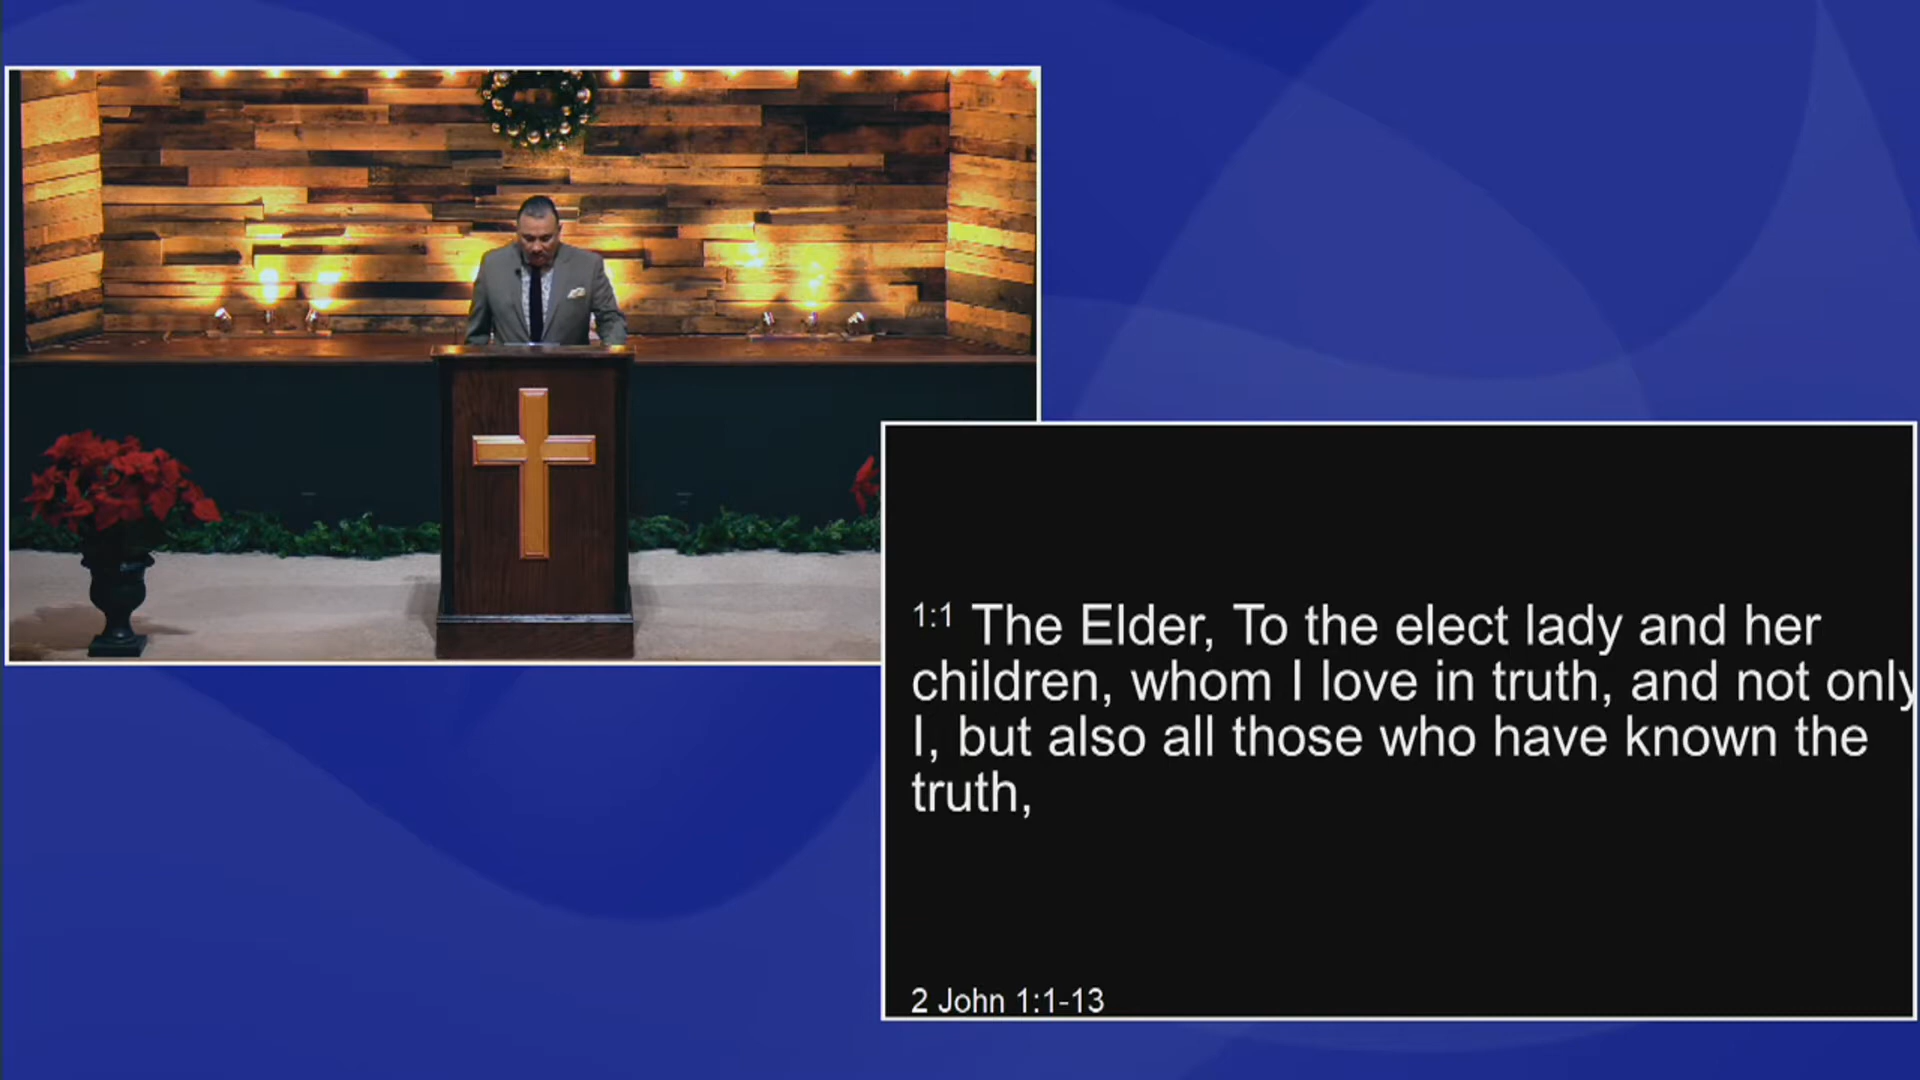 1:1 The Elder, To the elect lady and her
children, whom I love in truth, and not only
I, but also all those who have known the
truth,
2 John 1:1-13